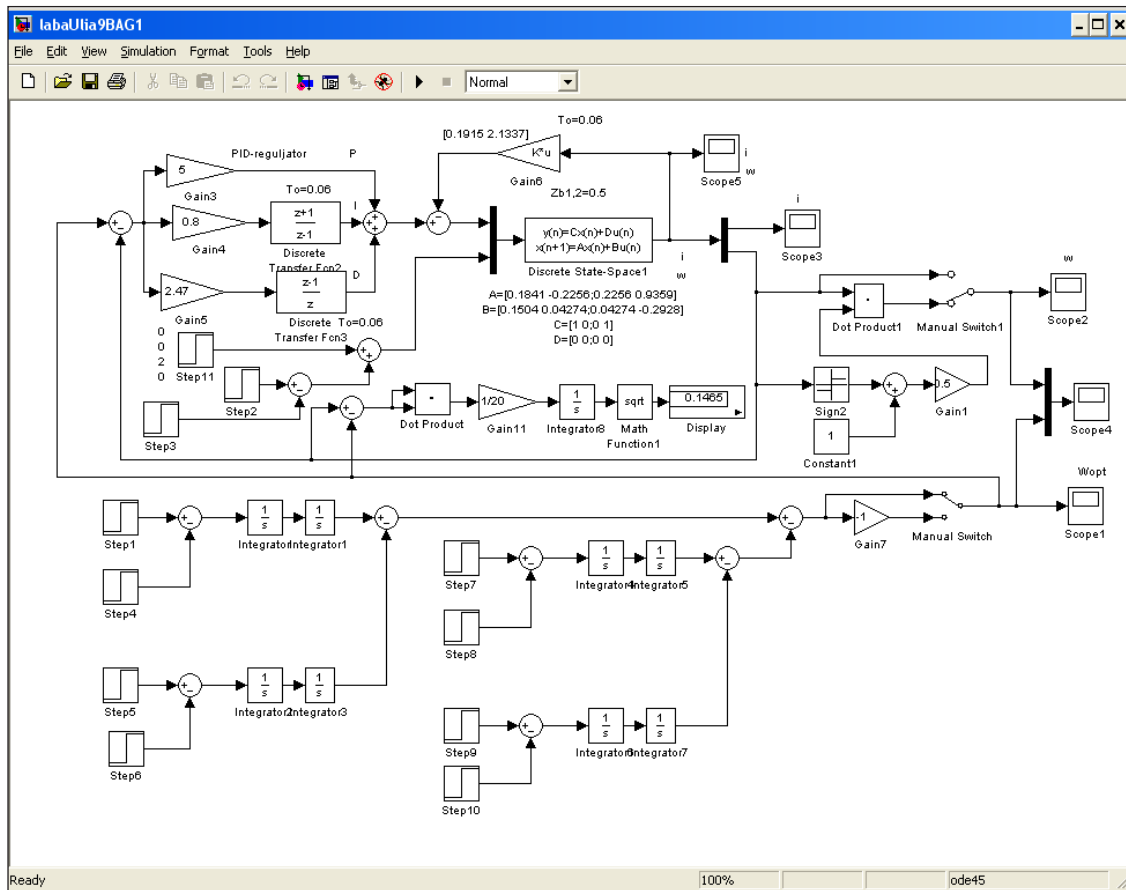 labaUlia9BAG1
File Edit View Simulation Format Tools Help
Normal
To=0.06
[0.1915 2.1337]
PID-reguljator P
K*u
Gain6
i
w
Scope5
5
Gain3
To=0.06
Zb1,2=0.5
i
Scope3
+
-
0.8
Gain4
z+1
z-1
Discrete
Transfer Fcn2
I
+
+
+
+
-
y(n)=Cx(n)+Du(n)
x(n+1)=Ax(n)+Bu(n)
Discrete State-Space1
i
w
2.47
Gain5
z-1
z
Discrete
Transfer Fcn3
D
To=0.06
A=[0.1841 -0.2256;0.2256 0.9359]
B=[0.1504 0.04274;0.04274 -0.2928]
C=[1 0;0 1]
D=[0 0;0 0]
Dot Product1
Manual Switch1
w
Scope2
0
0
2
0
Step11
+
+
Step2
+
-
Step3
+
-
Dot Product
1/20
Gain11
1
s
Integrator8
sqrt
Math
Function1
0.1465
Display
Sign2
+
+
0.5
Gain1
1
Constant1
Scope4
Wopt
Scope1
Step1
+
-
1
s
Integrator
1
s
Integrator1
+
-
+
-
-1
Gain7
Manual Switch
Step4
Step7
+
-
1
s
Integrator4
1
s
Integrator5
+
-
Step8
Step5
+
-
1
s
Integrator2
1
s
Integrator3
Step6
Step9
+
-
1
s
Integrator6
1
s
Integrator7
Step10
Ready
100%
ode45